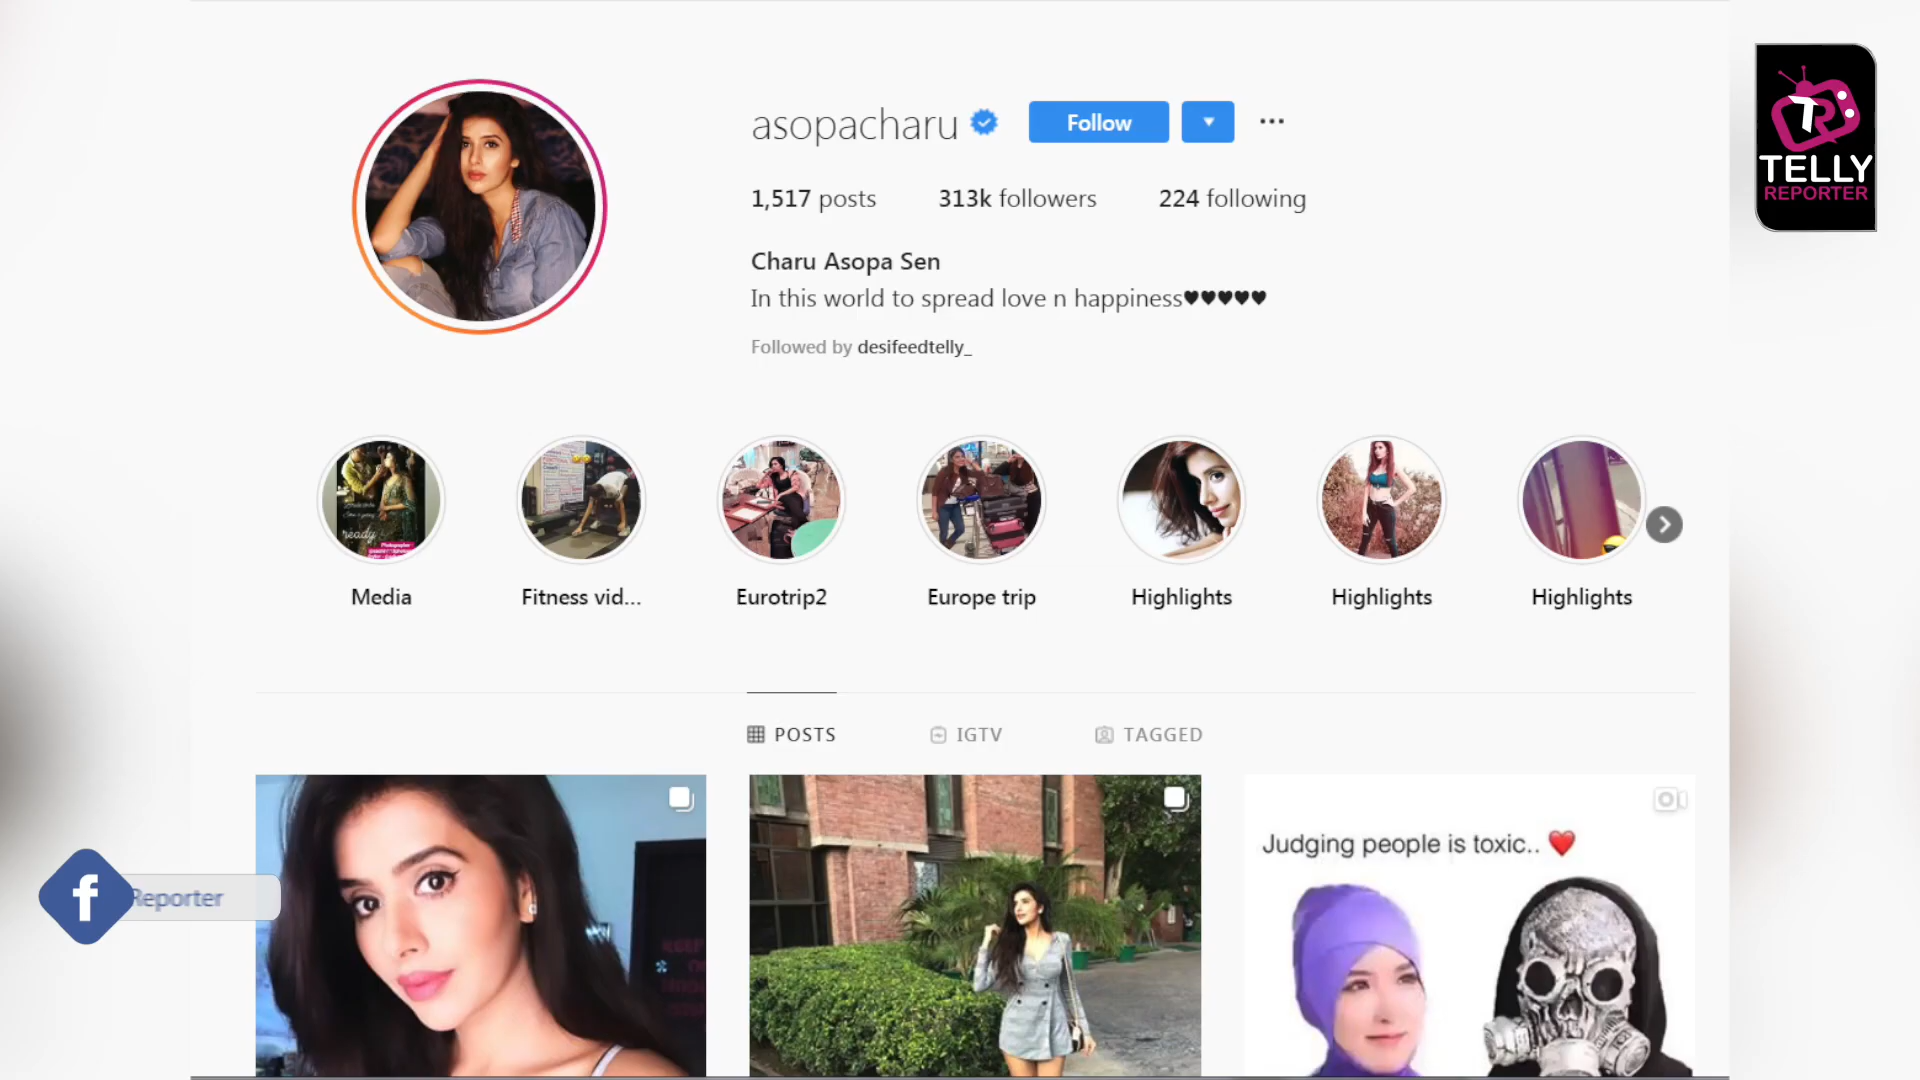 asopacharu
Follow
1,517 posts 313k followers 224 following
Charu Asopa Sen
In this world to spread love n happiness♥♥♥♥♥
Followed by desifeedtelly_
TELLY
REPORTER
ready
Media
Fitness vid...
Eurotrip2
Europe trip
Highlights
Highlights
Highlights
POSTS
IGTV
TAGGED
Judging people is toxic.. ❤️
f Reporter